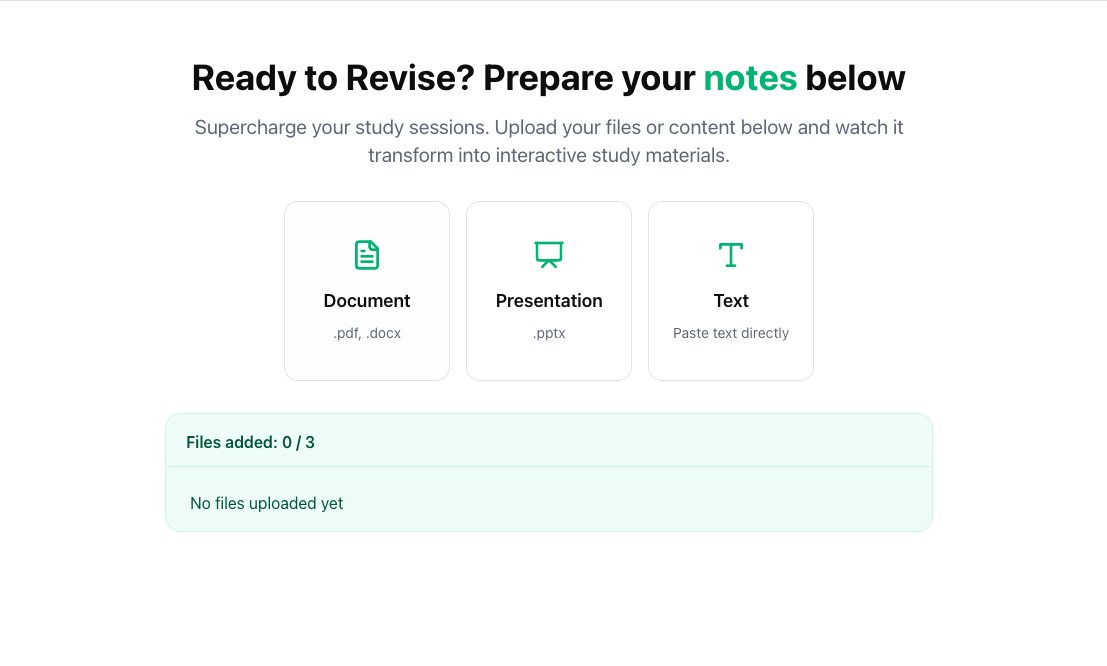 Ready to Revise? Prepare your notes below
Supercharge your study sessions. Upload your files or content below and watch it
transform into interactive study materials.
Document
.pdf, .docx
Presentation
.pptx
Text
Paste text directly
Files added: 0 / 3
No files uploaded yet